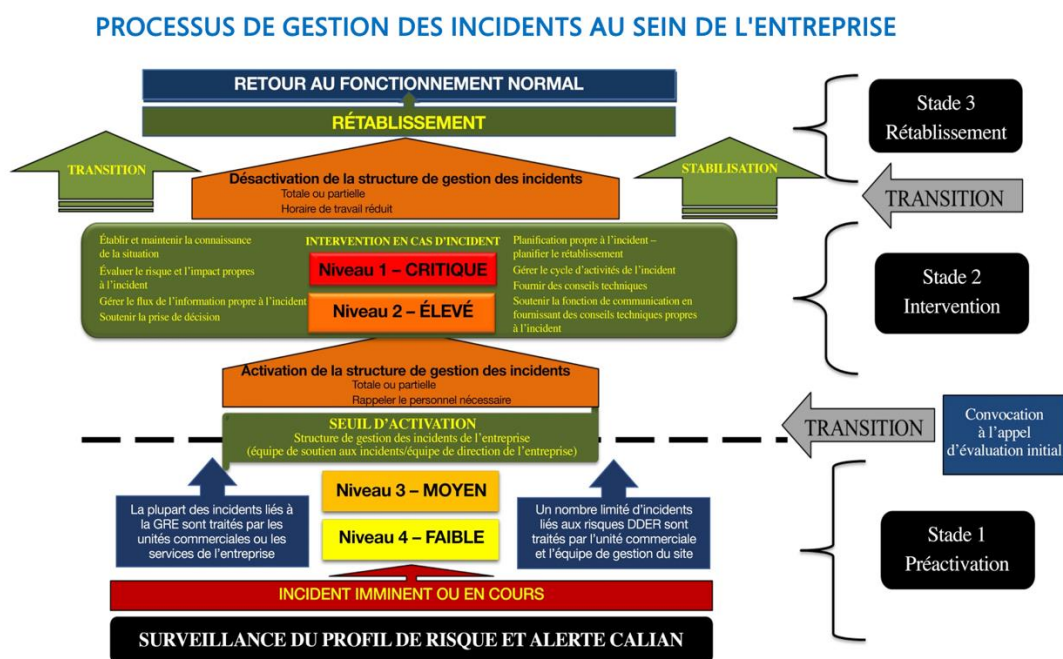 PROCESSUS DE GESTION DES INCIDENTS AU SEIN DE L'ENTREPRISE
RETOUR AU FONCTIONNEMENT NORMAL
RÉTABLISSEMENT
TRANSITION
STABILISATION
Désactivation de la structure de gestion des incidents
Totale ou partielle
Horaire de travail réduit
Stade 3
Rétablissement
TRANSITION
Établir et maintenir la connaissance
de la situation
Évaluer le risque et l'impact propres
à l'incident
Gérer le flux de l'information propre à l'incident
Soutenir la prise de décision
INTERVENTION EN CAS D'INCIDENT
Niveau 1 – CRITIQUE
Niveau 2 – ÉLEVÉ
Planification propre à l'incident –
planifier le rétablissement
Gérer le cycle d'activités de l'incident
Fournir des conseils techniques
Soutenir la fonction de communication en
fournissant des conseils techniques propres
à l'incident
Stade 2
Intervention
Activation de la structure de gestion des incidents
Totale ou partielle
Rappeler le personnel nécessaire
SEUIL D'ACTIVATION
Structure de gestion des incidents de l'entreprise
(équipe de soutien aux incidents/équipe de direction de l'entreprise)
TRANSITION
Convocation
à l'appel
d'évaluation initial
La plupart des incidents liés à
la GRE sont traités par les
unités commerciales ou les
services de l'entreprise
Niveau 3 – MOYEN
Niveau 4 – FAIBLE
Un nombre limité d'incidents
liés aux risques DDER sont
traités par l'unité commerciale
et l'équipe de gestion du site
Stade 1
Préactivation
INCIDENT IMMINENT OU EN COURS
SURVEILLANCE DU PROFIL DE RISQUE ET ALERTE CALIAN